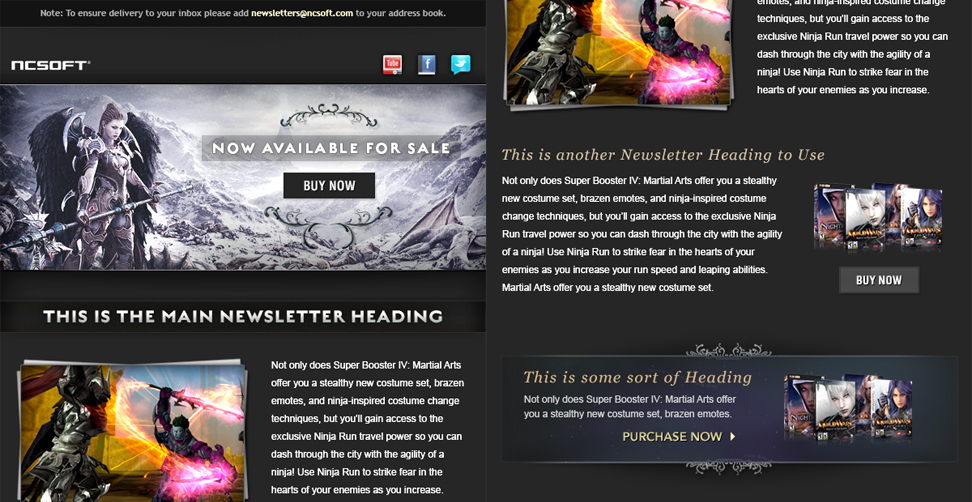 Note: To ensure delivery to your inbox please add newsletters@ncsoft.com to your address book.
NCSOFT®
You
Tube
f
NOW AVAILABLE FOR SALE
BUY NOW
THIS IS THE MAIN NEWSLETTER HEADING
Not only does Super Booster IV: Martial Arts
offer you a stealthy new costume set, brazen
emotes, and ninja-inspired costume change
techniques, but you'll gain access to the
exclusive Ninja Run travel power so you can
dash through the city with the agility of a
ninja! Use Ninja Run to strike fear in the
hearts of your enemies as you increase.
emotes, and ninja-inspired costume change
techniques, but you'll gain access to the
exclusive Ninja Run travel power so you can
dash through the city with the agility of a
ninja! Use Ninja Run to strike fear in the
hearts of your enemies as you increase.
This is another Newsletter Heading to Use
Not only does Super Booster IV: Martial Arts offer you a stealthy
new costume set, brazen emotes, and ninja-inspired costume
change techniques, but you'll gain access to the exclusive Ninja
Run travel power so you can dash through the city with the agility
of a ninja! Use Ninja Run to strike fear in the hearts of your
enemies as you increase your run speed and leaping abilities.
Martial Arts offer you a stealthy new costume set.
GUILDWARS
BUY NOW
This is some sort of Heading
Not only does Super Booster IV: Martial Arts offer
you a stealthy new costume set, brazen emotes.
PURCHASE NOW
GUILDWARS